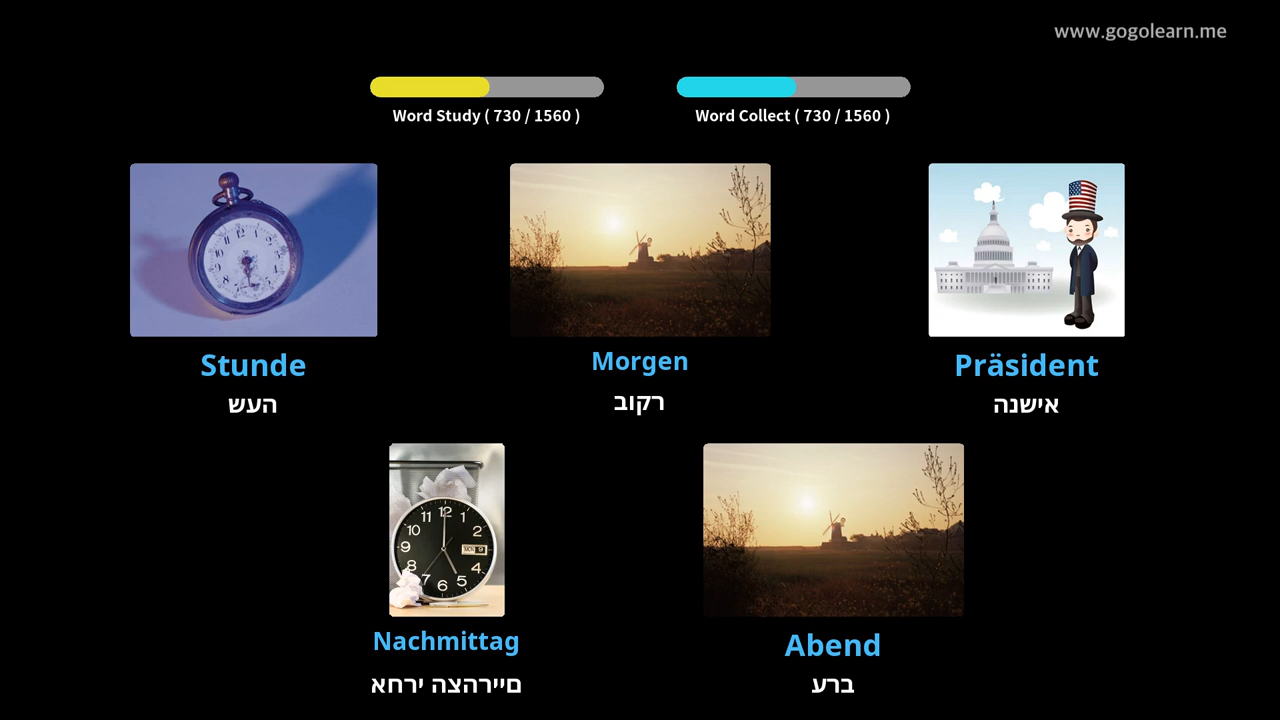 www.gogolearn.me
Word Study ( 730 / 1560 )
Word Collect ( 730 / 1560 )
Stunde
העש
Morgen
רקוב
Präsident
אישנה
Nachmittag
םיירהצה ירחא
Abend
ברע